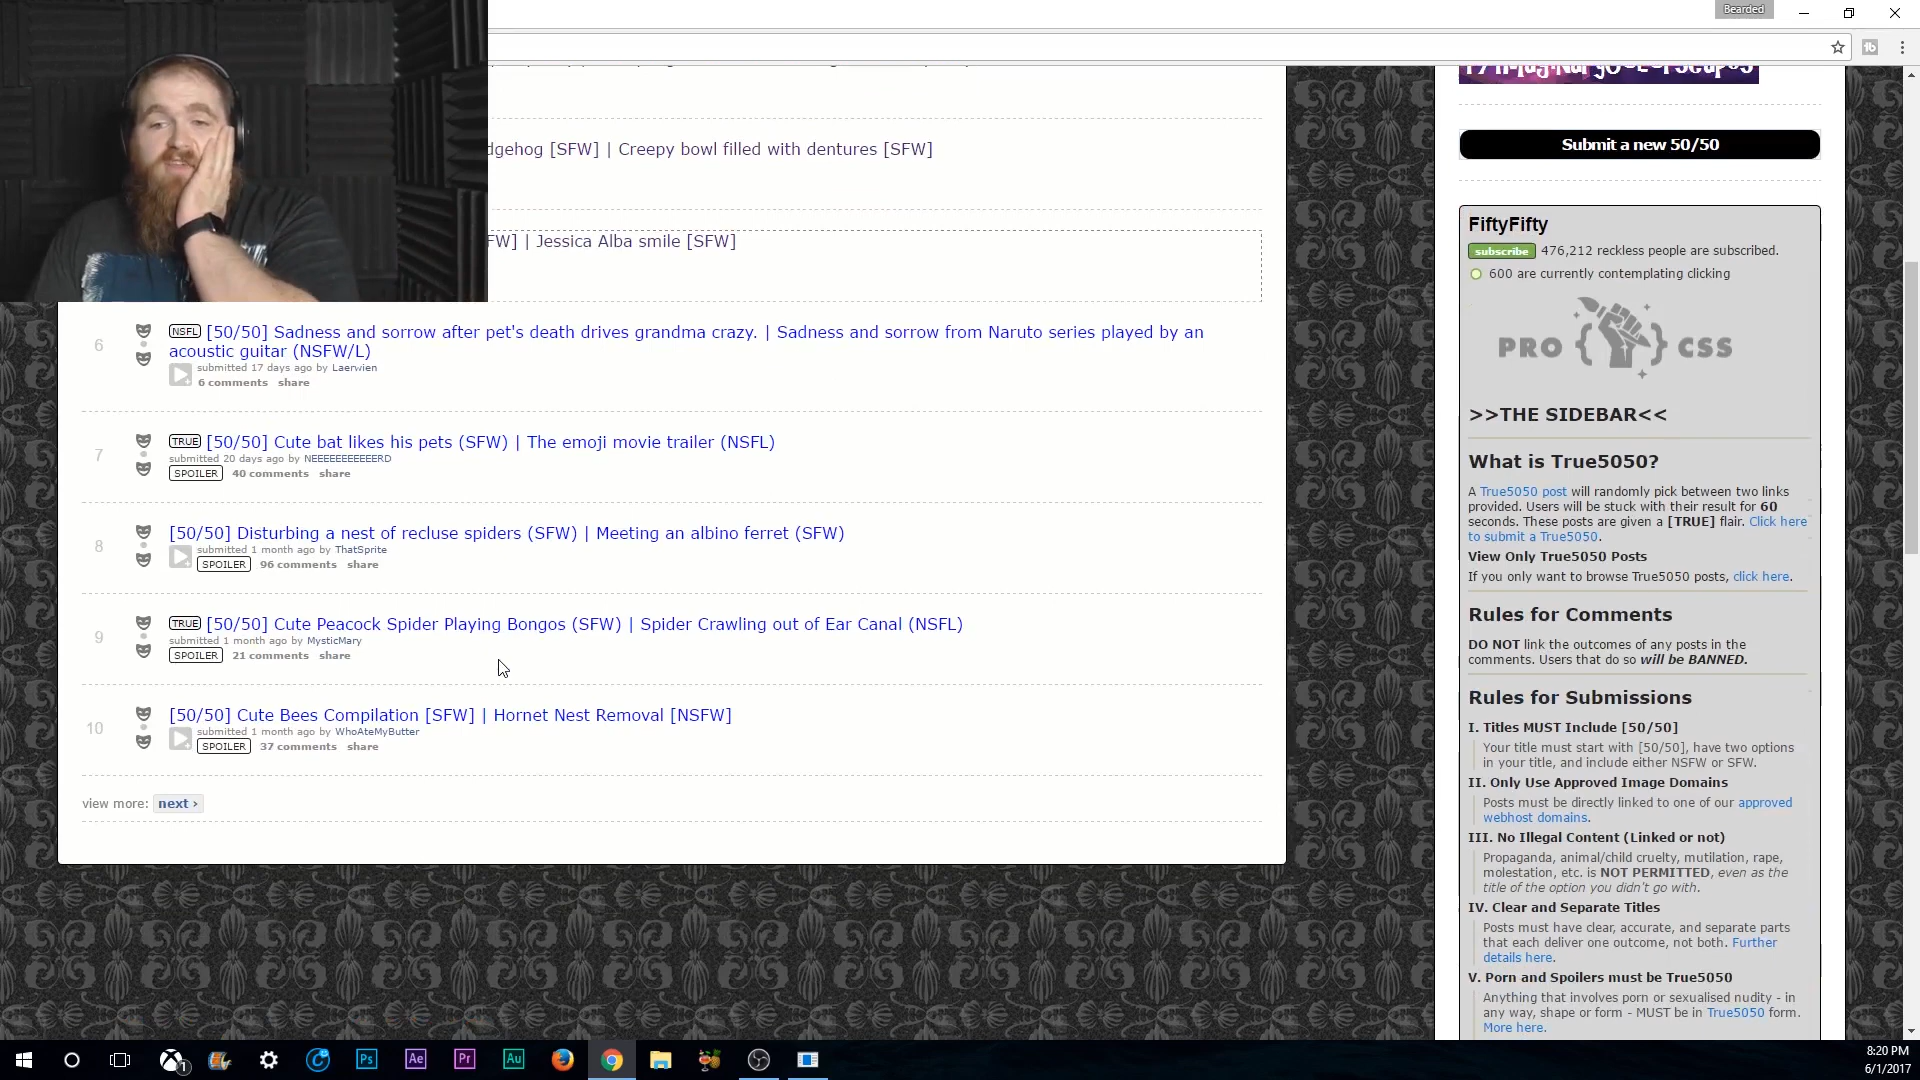 Bearded
dgehog [SFW] | Creepy bowl filled with dentures [SFW]
FW] | Jessica Alba smile [SFW]
6
NSFL [50/50] Sadness and sorrow after pet's death drives grandma crazy. | Sadness and sorrow from Naruto series played by an
acoustic guitar (NSFW/L)
submitted 17 days ago by Laerwien
6 comments share
7
TRUE [50/50] Cute bat likes his pets (SFW) | The emoji movie trailer (NSFL)
submitted 20 days ago by NEEEEEEEEEEERD
SPOILER 40 comments share
8
[50/50] Disturbing a nest of recluse spiders (SFW) | Meeting an albino ferret (SFW)
submitted 1 month ago by ThatSprite
SPOILER 96 comments share
9
TRUE [50/50] Cute Peacock Spider Playing Bongos (SFW) | Spider Crawling out of Ear Canal (NSFL)
submitted 1 month ago by MysticMary
SPOILER 21 comments share
10
[50/50] Cute Bees Compilation [SFW] | Hornet Nest Removal [NSFW]
submitted 1 month ago by WhoAteMyButter
SPOILER 37 comments share
view more: next ›
Submit a new 50/50
FiftyFifty
subscribe 476,212 reckless people are subscribed.
600 are currently contemplating clicking
PRO { } CSS
>>THE SIDEBAR<<
What is True5050?
A True5050 post will randomly pick between two links
provided. Users will be stuck with their result for 60
seconds. These posts are given a [TRUE] flair. Click here
to submit a True5050.
View Only True5050 Posts
If you only want to browse True5050 posts, click here.
Rules for Comments
DO NOT link the outcomes of any posts in the
comments. Users that do so will be BANNED.
Rules for Submissions
I. Titles MUST Include [50/50]
Your title must start with [50/50], have two options
in your title, and include either NSFW or SFW.
II. Only Use Approved Image Domains
Posts must be directly linked to one of our approved
webhost domains.
III. No Illegal Content (Linked or not)
Propaganda, animal/child cruelty, mutilation, rape,
molestation, etc. is NOT PERMITTED, even as the
title of the option you didn't go with.
IV. Clear and Separate Titles
Posts must have clear, accurate, and separate parts
that each deliver one outcome, not both. Further
details here.
V. Porn and Spoilers must be True5050
Anything that involves porn or sexualised nudity - in
any way, shape or form - MUST be in True5050 form.
More here.
1
Ps
Ae
Pr
Au
8:20 PM
6/1/2017